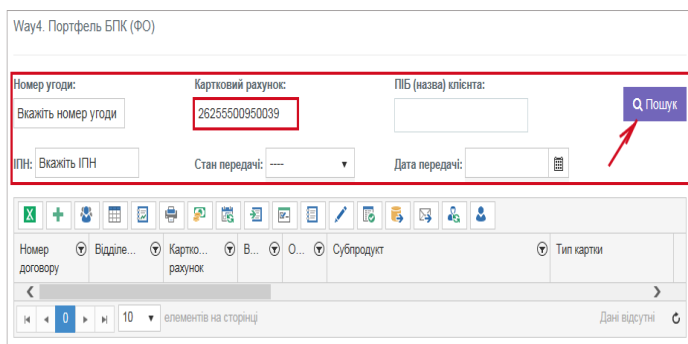 Way4. Портфель БПК (ФО)
Номер угоди: Картковий рахунок: ПІБ (назва) клієнта:
Вкажіть номер угоди 26255500950039 Пошук
ІПН: Вкажіть ІПН Стан передачі: ---- Дата передачі:
Номер договору Відділе... Картко... рахунок В... О... Субпродукт Тип картки
0 10 елементів на сторінці Дані відсутні